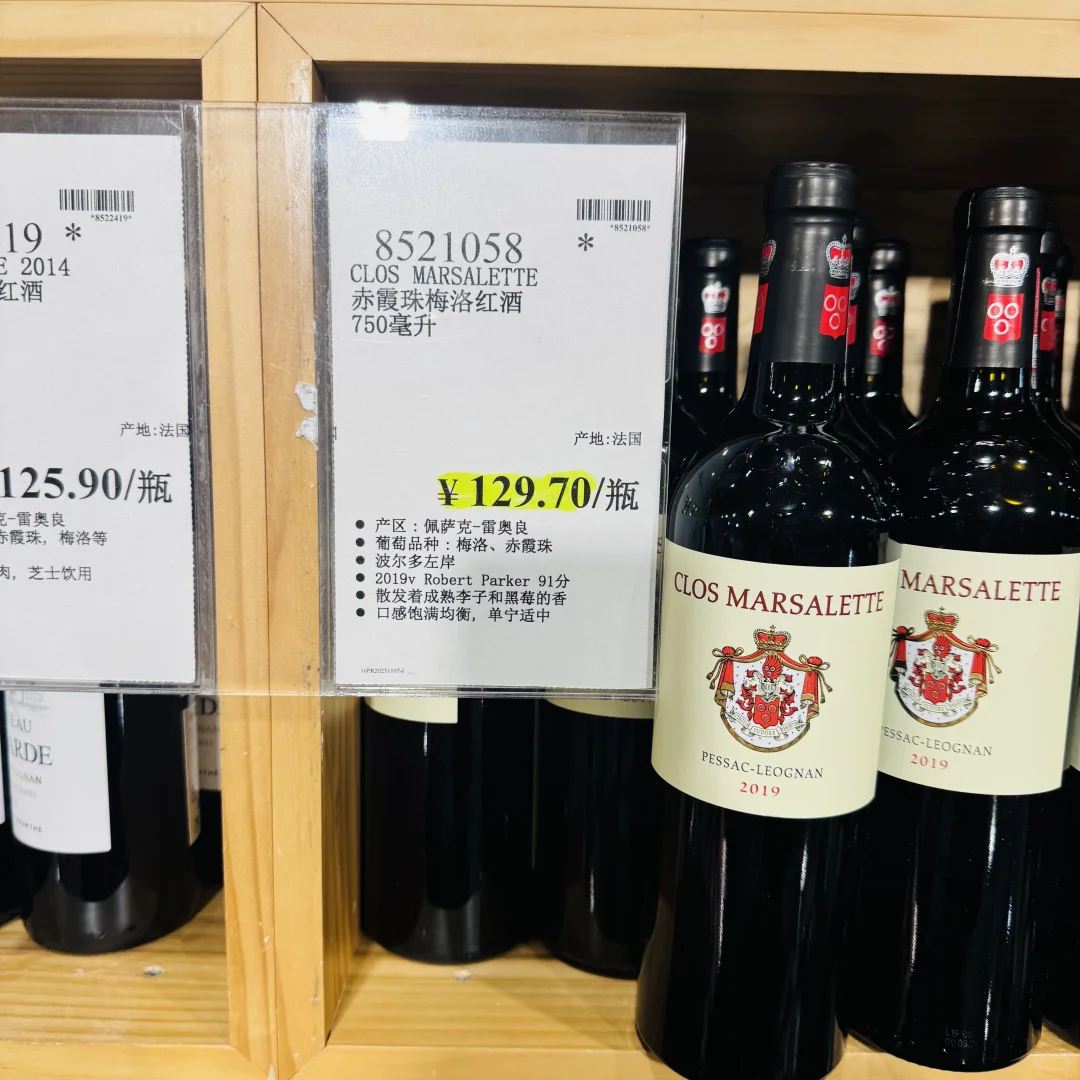 *8522419*
19 *
E 2014
红酒
产地:法国
125.90/瓶
克-雷奥良
赤霞珠, 梅洛等
肉, 芝士饮用
*8521058*
8521058 *
CLOS MARSALETTE
赤霞珠梅洛红酒
750毫升
产地:法国
¥ 129.70/瓶
● 产区:佩萨克-雷奥良
● 葡萄品种:梅洛、赤霞珠
● 波尔多左岸
● 2019v Robert Parker 91分
● 散发着成熟李子和黑莓的香
● 口感饱满均衡, 单宁适中
EAU
ARDE
OGNAN
CLOS MARSALETTE
PESSAC-LEOGNAN
2019
MARSALETTE
PESSAC-LEOGNAN
2019